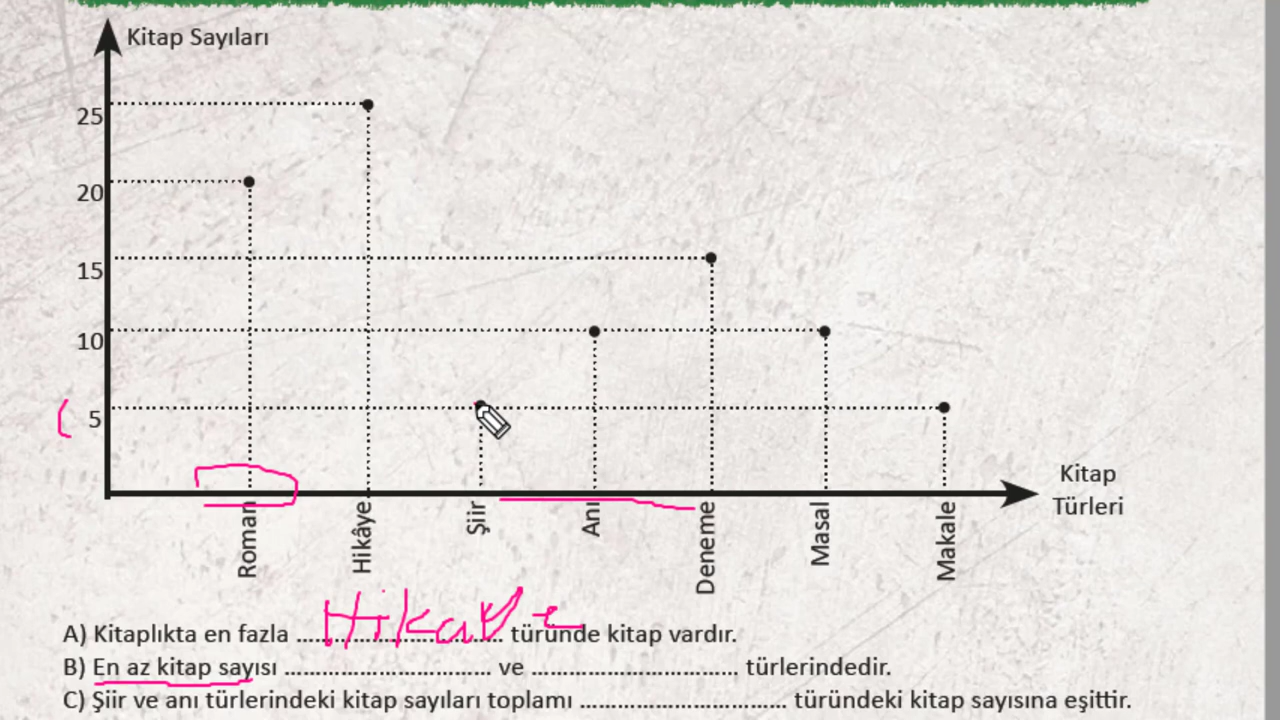 Kitap Sayıları
25
20
15
10
5
Kitap
Türleri
Roman
Hikâye
Şiir
Anı
Deneme
Masal
Makale
A) Kitaplıkta en fazla .................................. türünde kitap vardır.
Hikaye
B) En az kitap sayısı .................................. ve .................................. türlerindedir.
C) Şiir ve anı türlerindeki kitap sayıları toplamı .................................. türündeki kitap sayısına eşittir.